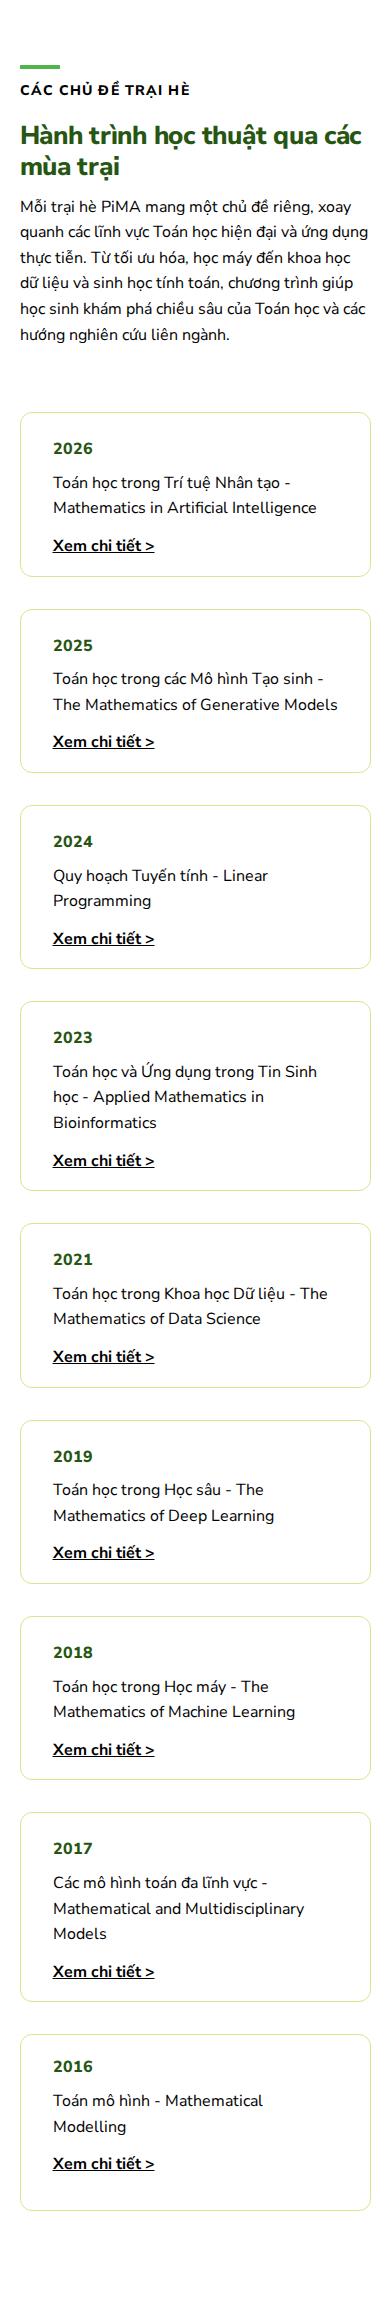 CÁC CHỦ ĐỀ TRẠI HÈ
Hành trình học thuật qua các
mùa trại
Mỗi trại hè PiMA mang một chủ đề riêng, xoay
quanh các lĩnh vực Toán học hiện đại và ứng dụng
thực tiễn. Từ tối ưu hóa, học máy đến khoa học
dữ liệu và sinh học tính toán, chương trình giúp
học sinh khám phá chiều sâu của Toán học và các
hướng nghiên cứu liên ngành.
2026
Toán học trong Trí tuệ Nhân tạo -
Mathematics in Artificial Intelligence
Xem chi tiết >
2025
Toán học trong các Mô hình Tạo sinh -
The Mathematics of Generative Models
Xem chi tiết >
2024
Quy hoạch Tuyến tính - Linear
Programming
Xem chi tiết >
2023
Toán học và Ứng dụng trong Tin Sinh
học - Applied Mathematics in
Bioinformatics
Xem chi tiết >
2021
Toán học trong Khoa học Dữ liệu - The
Mathematics of Data Science
Xem chi tiết >
2019
Toán học trong Học sâu - The
Mathematics of Deep Learning
Xem chi tiết >
2018
Toán học trong Học máy - The
Mathematics of Machine Learning
Xem chi tiết >
2017
Các mô hình toán đa lĩnh vực -
Mathematical and Multidisciplinary
Models
Xem chi tiết >
2016
Toán mô hình - Mathematical
Modelling
Xem chi tiết >